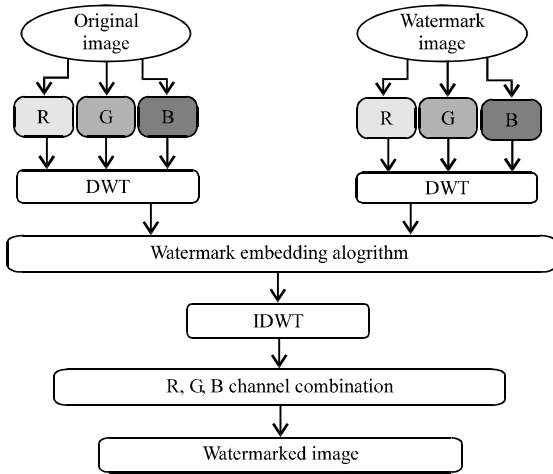 Original
image
Watermark
image
R G B
R G B
DWT
DWT
Watermark embedding alogrithm
IDWT
R, G, B channel combination
Watermarked image